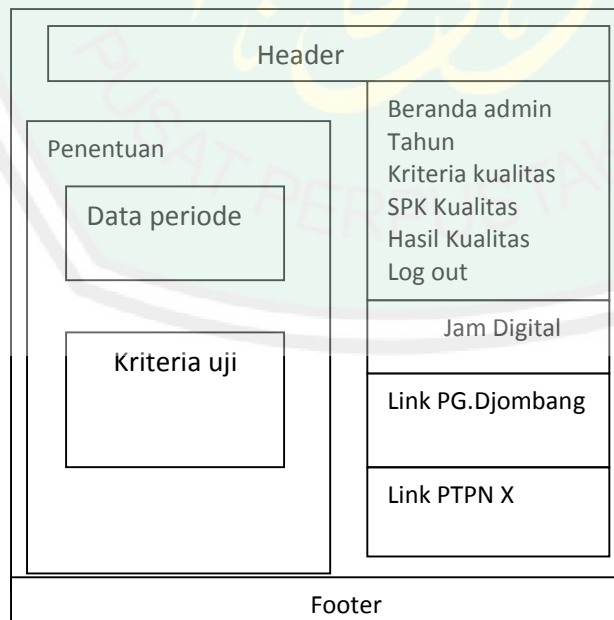 Header
Penentuan
Data periode
Kriteria uji
Beranda admin
Tahun
Kriteria kualitas
SPK Kualitas
Hasil Kualitas
Log out
Jam Digital
Link PG.Djombang
Link PTPN X
Footer